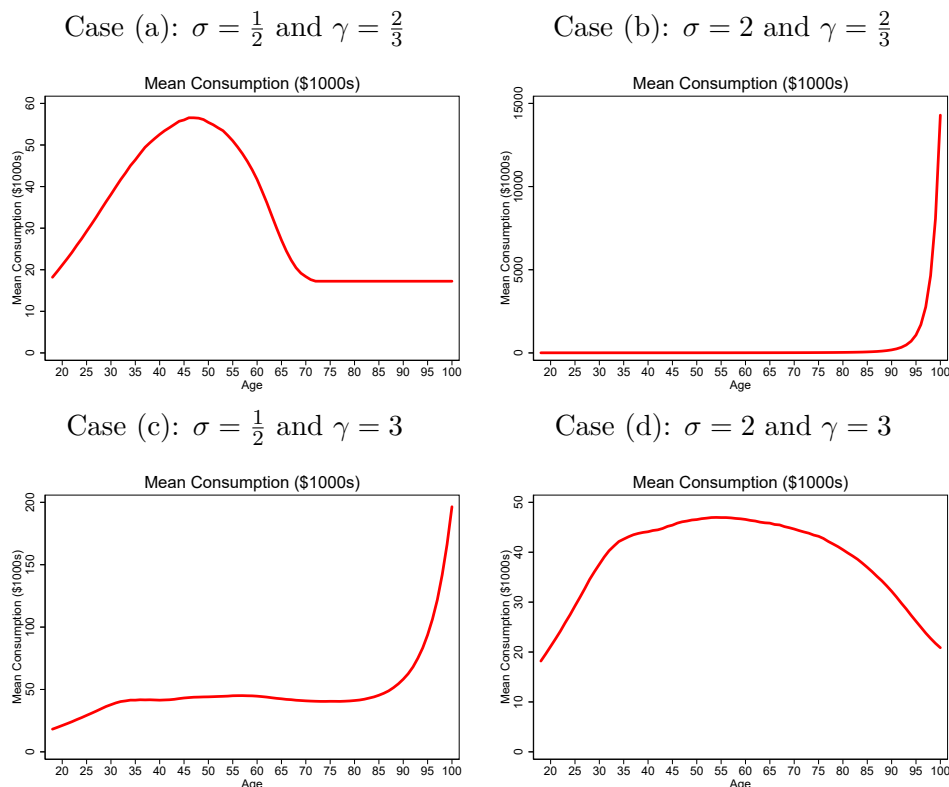 Case (a): σ = 1/2 and γ = 2/3
Mean Consumption ($1000s)
Mean Consumption ($1000s)
60
50
40
30
20
10
0
20 25 30 35 40 45 50 55 60 65 70 75 80 85 90 95 100
Age
Case (b): σ = 2 and γ = 2/3
Mean Consumption ($1000s)
Mean Consumption ($1000s)
15000
10000
5000
0
20 25 30 35 40 45 50 55 60 65 70 75 80 85 90 95 100
Age
Case (c): σ = 1/2 and γ = 3
Mean Consumption ($1000s)
Mean Consumption ($1000s)
200
150
100
50
0
20 25 30 35 40 45 50 55 60 65 70 75 80 85 90 95 100
Age
Case (d): σ = 2 and γ = 3
Mean Consumption ($1000s)
Mean Consumption ($1000s)
50
40
30
20
10
0
20 25 30 35 40 45 50 55 60 65 70 75 80 85 90 95 100
Age